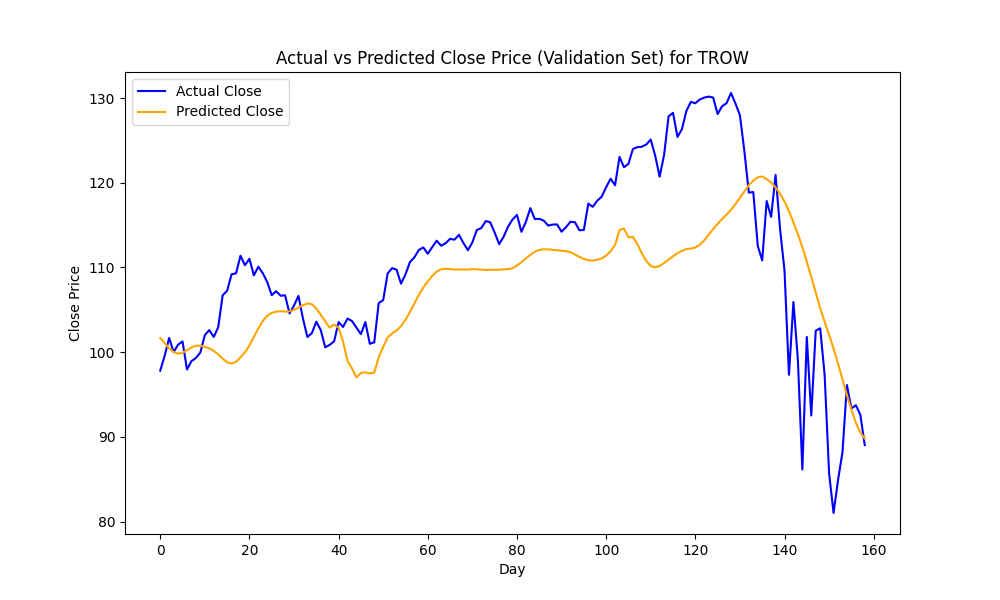 Actual vs Predicted Close Price (Validation Set) for TROW
Actual Close
Predicted Close
Close Price
130
120
110
100
90
80
0 20 40 60 80 100 120 140 160
Day